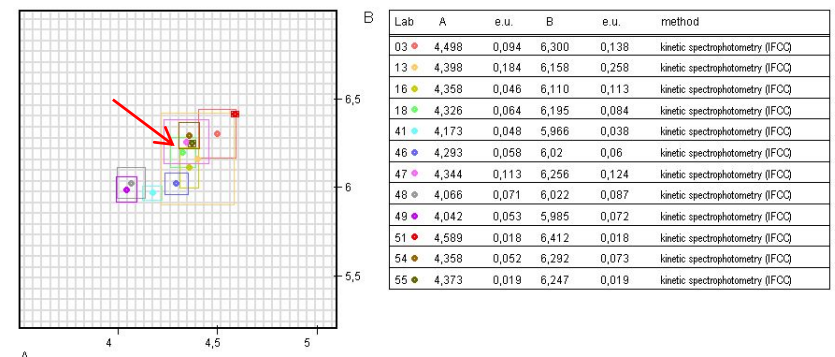 B
Lab A e.u. B e.u. method
03 4,498 0,094 6,300 0,138 kinetic spectrophotometry (IFCC)
13 4,398 0,184 6,158 0,258 kinetic spectrophotometry (IFCC)
16 4,358 0,046 6,110 0,113 kinetic spectrophotometry (IFCC)
18 4,326 0,064 6,195 0,084 kinetic spectrophotometry (IFCC)
41 4,173 0,048 5,966 0,038 kinetic spectrophotometry (IFCC)
46 4,293 0,058 6,02 0,06 kinetic spectrophotometry (IFCC)
47 4,344 0,113 6,256 0,124 kinetic spectrophotometry (IFCC)
48 4,066 0,071 6,022 0,087 kinetic spectrophotometry (IFCC)
49 4,042 0,053 5,985 0,072 kinetic spectrophotometry (IFCC)
51 4,589 0,018 6,412 0,018 kinetic spectrophotometry (IFCC)
54 4,358 0,052 6,292 0,073 kinetic spectrophotometry (IFCC)
55 4,373 0,019 6,247 0,019 kinetic spectrophotometry (IFCC)
6,5
6
5,5
4 4,5 5
A